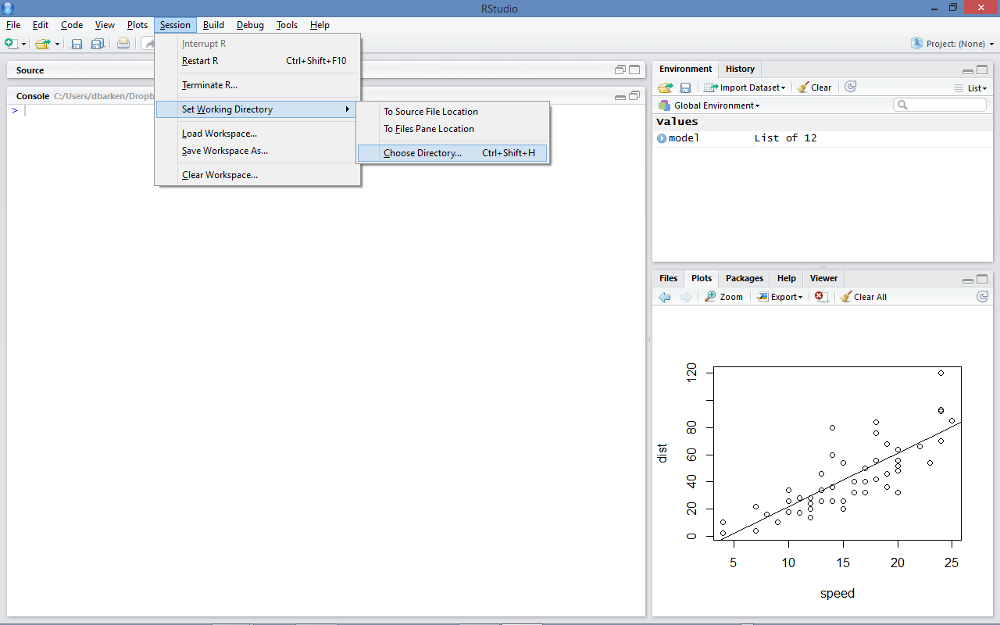 RStudio
File Edit Code View Plots Session Build Debug Tools Help
Project: (None)
Interrupt R
Restart R Ctrl+Shift+F10
Terminate R...
Set Working Directory
Load Workspace...
Save Workspace As...
Clear Workspace...
To Source File Location
To Files Pane Location
Choose Directory... Ctrl+Shift+H
Source
Console C:/Users/dbarken/Dropb
>
Environment History
Import Dataset Clear List
Global Environment
Values
model List of 12
Files Plots Packages Help Viewer
Zoom Export Clear All
120
80
60
40
20
0
dist
5 10 15 20 25
speed